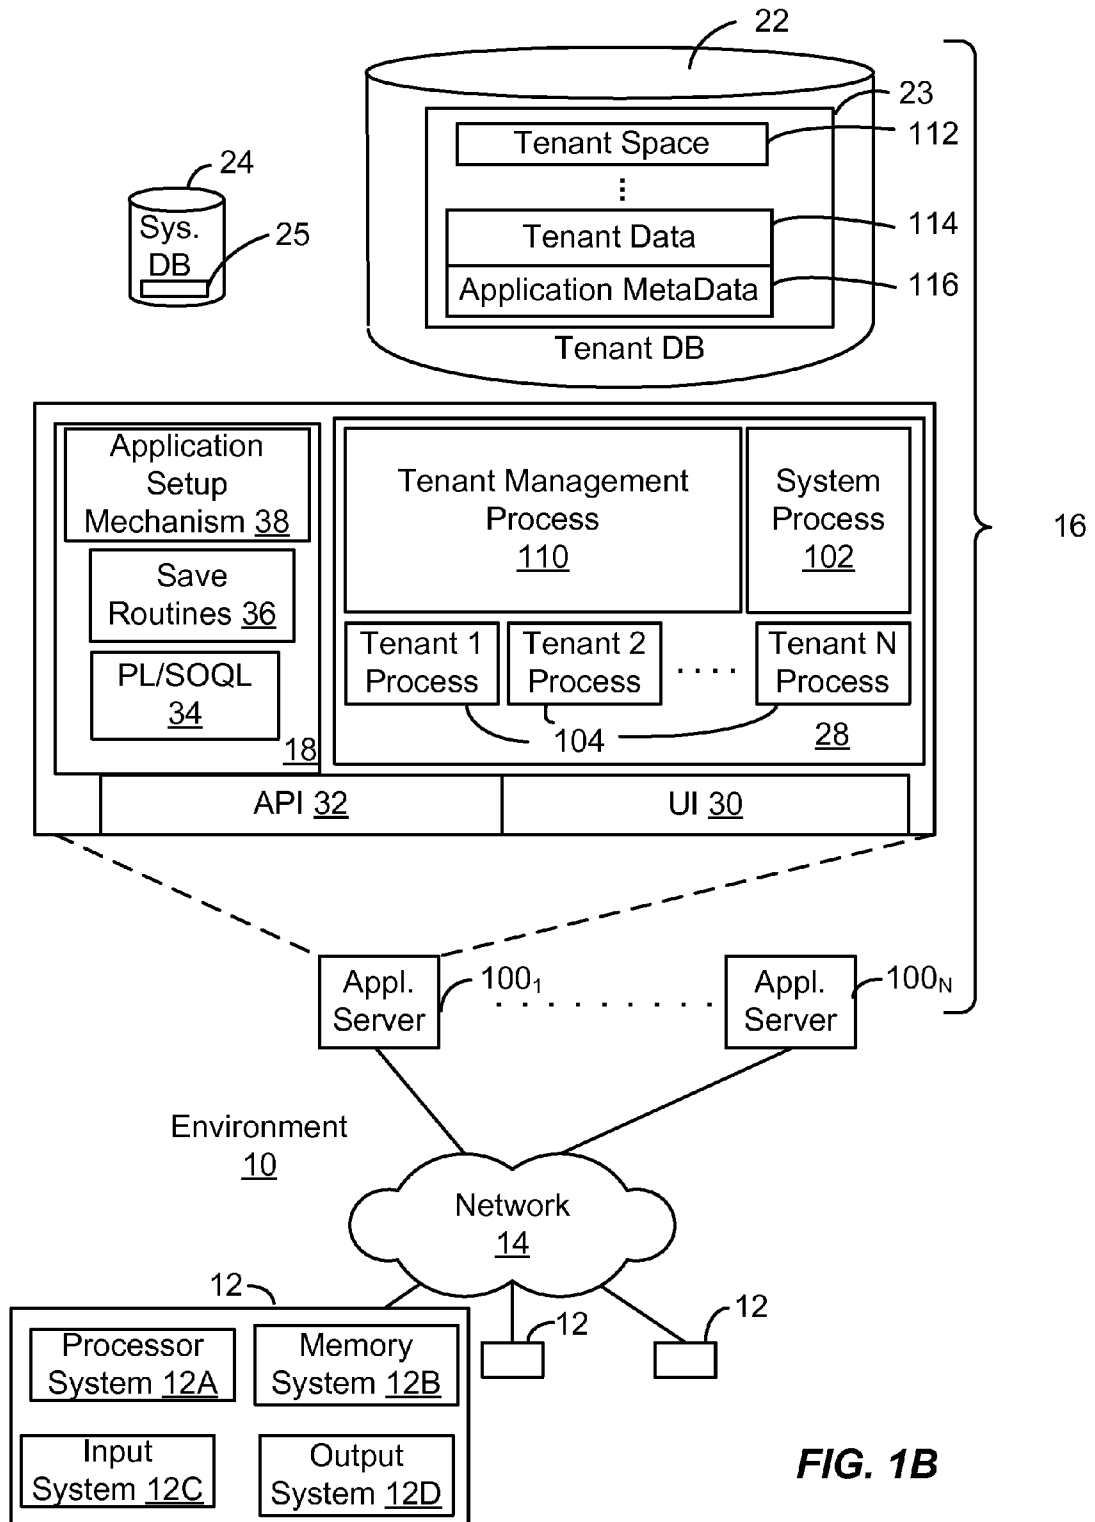 22
23
Tenant Space
112
24
Sys.
DB
25
Tenant Data
114
Application MetaData
116
Tenant DB
16
Application
Setup
Mechanism 38
Save
Routines 36
PL/SOQL
34
18
Tenant Management
Process
110
System
Process
102
Tenant 1
Process
Tenant 2
Process
. . . .
Tenant N
Process
104
28
API 32
UI 30
Appl.
Server
100₁
. . . . . . . . .
Appl.
Server
100N
Environment
10
Network
14
12
12
12
Processor
System 12A
Memory
System 12B
Input
System 12C
Output
System 12D
FIG. 1B